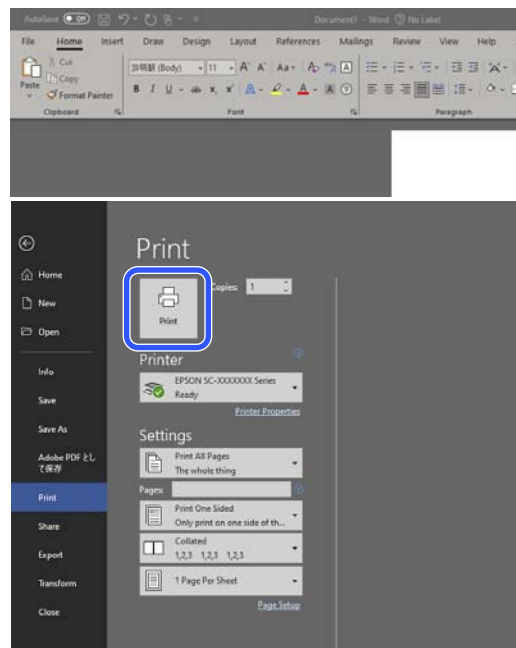 AutoSave Off Document1 - Word No Label
File Home Insert Draw Design Layout References Mailings Review View Help
Paste
Cut
Copy
Format Painter
(Body) 11 A A Aa
B I U ab x x A A A
Clipboard Font Paragraph
Print
Home
New
Open
Info
Save
Save As
Adobe PDF とし
て保存
Print
Share
Export
Transform
Close
Print
Copies: 1
Printer
EPSON SC-XXXXXXX Series
Ready
Printer Properties
Settings
Print All Pages
The whole thing
Pages:
Print One Sided
Only print on one side of th...
Collated
1,2,3 1,2,3 1,2,3
1 Page Per Sheet
Page Setup